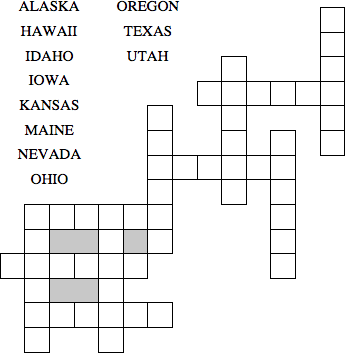 ALASKA OREGON
HAWAII TEXAS
IDAHO UTAH
IOWA
KANSAS
MAINE
NEVADA
OHIO